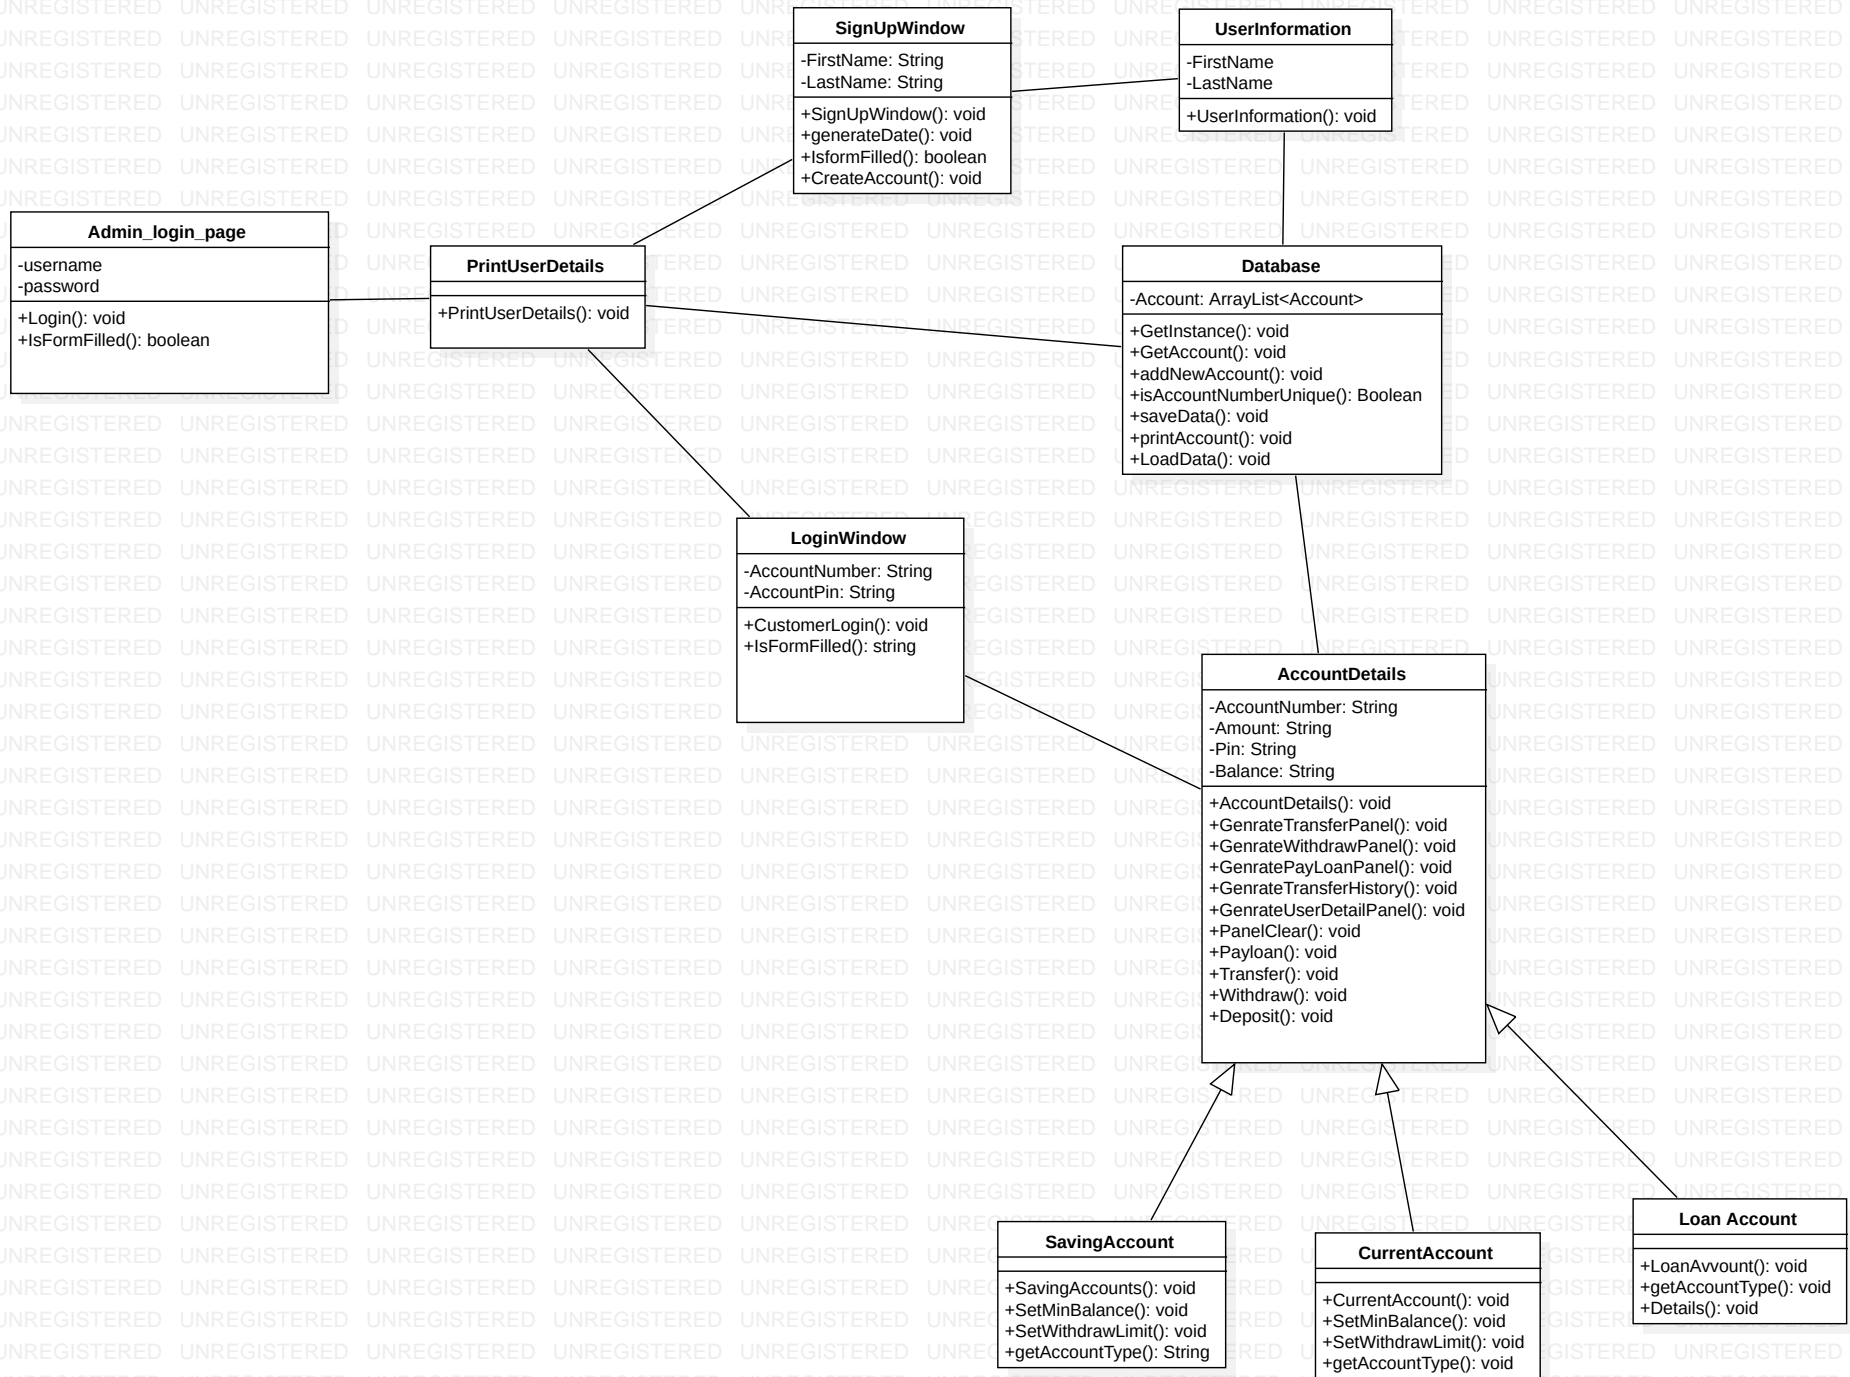 SignUpWindow
-FirstName: String
-LastName: String
+SignUpWindow(): void
+generateDate(): void
+IsformFilled(): boolean
+CreateAccount(): void
UserInformation
-FirstName
-LastName
+UserInformation(): void
Admin_login_page
-username
-password
+Login(): void
+IsFormFilled(): boolean
PrintUserDetails
+PrintUserDetails(): void
Database
-Account: ArrayList<Account>
+GetInstance(): void
+GetAccount(): void
+addNewAccount(): void
+isAccountNumberUnique(): Boolean
+saveData(): void
+printAccount(): void
+LoadData(): void
LoginWindow
-AccountNumber: String
-AccountPin: String
+CustomerLogin(): void
+IsFormFilled(): string
AccountDetails
-AccountNumber: String
-Amount: String
-Pin: String
-Balance: String
+AccountDetails(): void
+GenrateTransferPanel(): void
+GenrateWithdrawPanel(): void
+GenratePayLoanPanel(): void
+GenrateTransferHistory(): void
+GenrateUserDetailPanel(): void
+PanelClear(): void
+Payloan(): void
+Transfer(): void
+Withdraw(): void
+Deposit(): void
SavingAccount
+SavingAccounts(): void
+SetMinBalance(): void
+SetWithdrawLimit(): void
+getAccountType(): String
CurrentAccount
+CurrentAccount(): void
+SetMinBalance(): void
+SetWithdrawLimit(): void
+getAccountType(): void
Loan Account
+LoanAvvount(): void
+getAccountType(): void
+Details(): void
UNREGISTERED